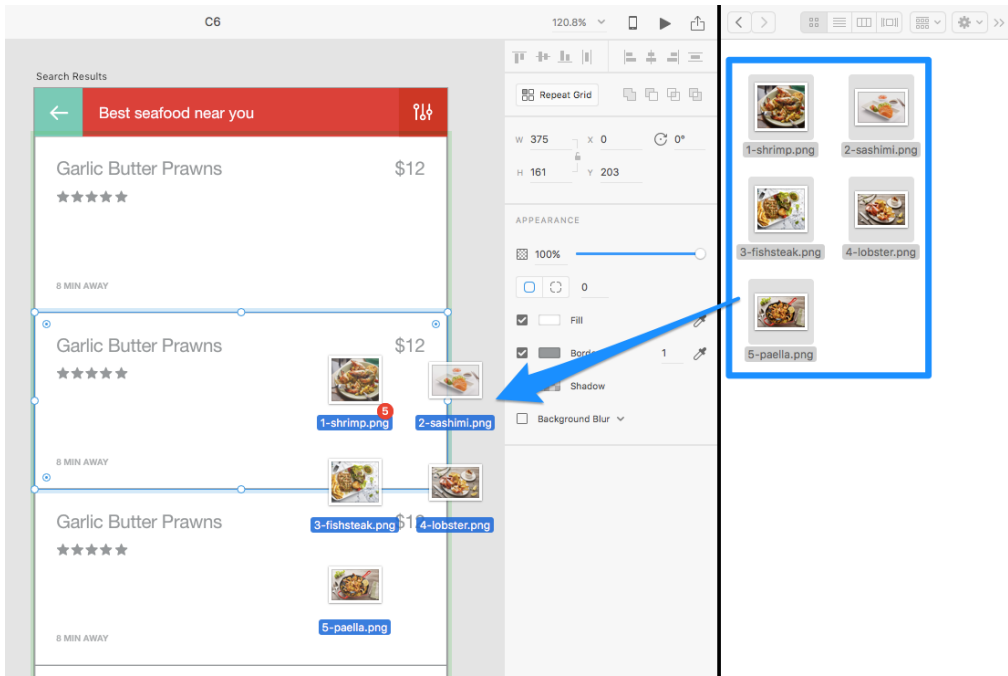 C6
120.8%
Search Results
Best seafood near you
Garlic Butter Prawns $12
★★★★★
8 MIN AWAY
Garlic Butter Prawns $12
★★★★★
8 MIN AWAY
Garlic Butter Prawns $12
★★★★★
8 MIN AWAY
5
1-shrimp.png 2-sashimi.png
3-fishsteak.png 4-lobster.png
5-paella.png
Repeat Grid
W 375 X 0 0°
H 161 Y 203
APPEARANCE
100%
0
Fill
Borde 1
Shadow
Background Blur
1-shrimp.png 2-sashimi.png
3-fishsteak.png 4-lobster.png
5-paella.png